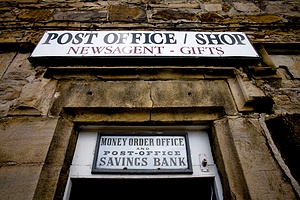 POST OFFICE / SHOP
NEWSAGENT - GIFTS
MONEY ORDER OFFICE
AND
POST-OFFICE
SAVINGS BANK